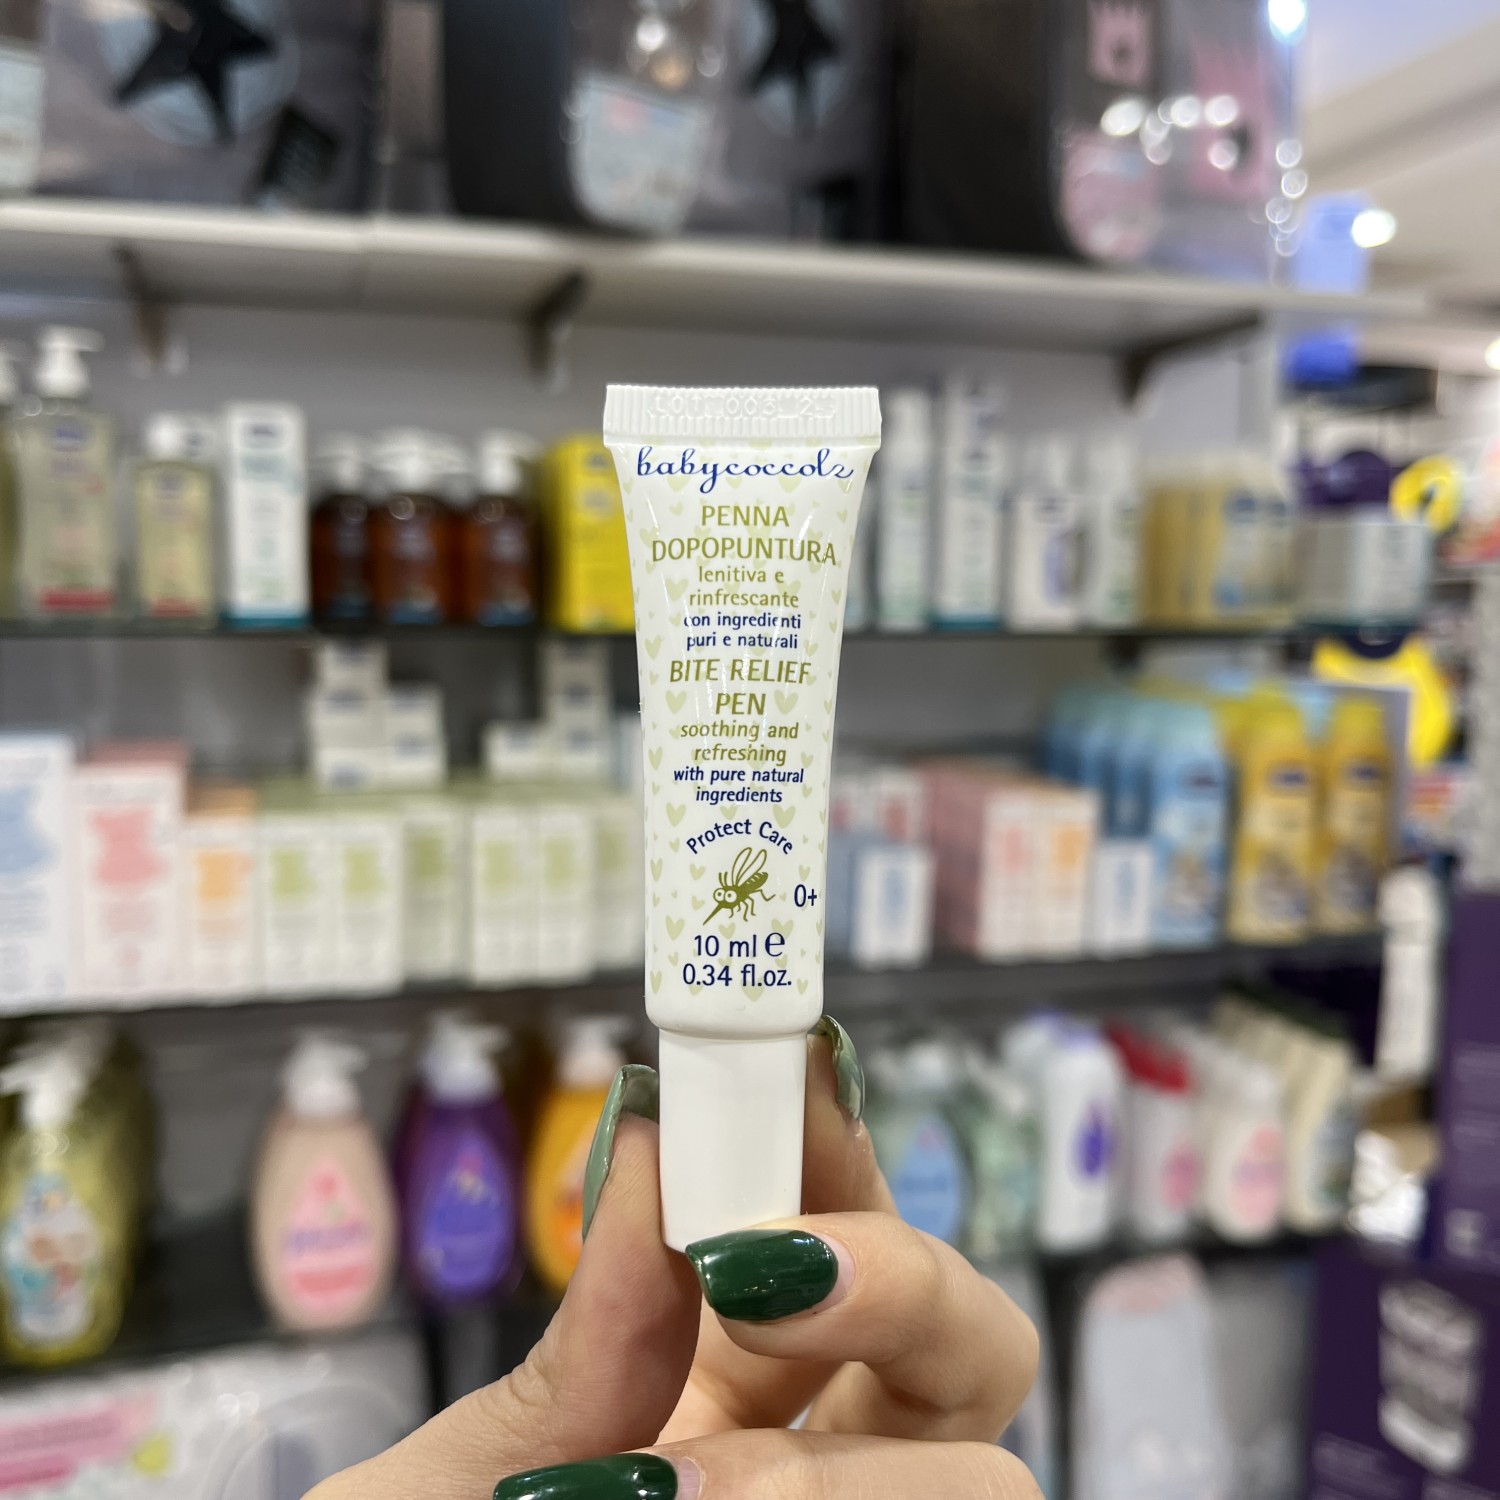 babycoccole
PENNA
DOPOPUNTURA
lenitiva e
rinfrescante
con ingredienti
puri e naturali
BITE RELIEF
PEN
soothing and
refreshing
with pure natural
ingredients
Protect Care
0+
10 ml e
0.34 fl.oz.